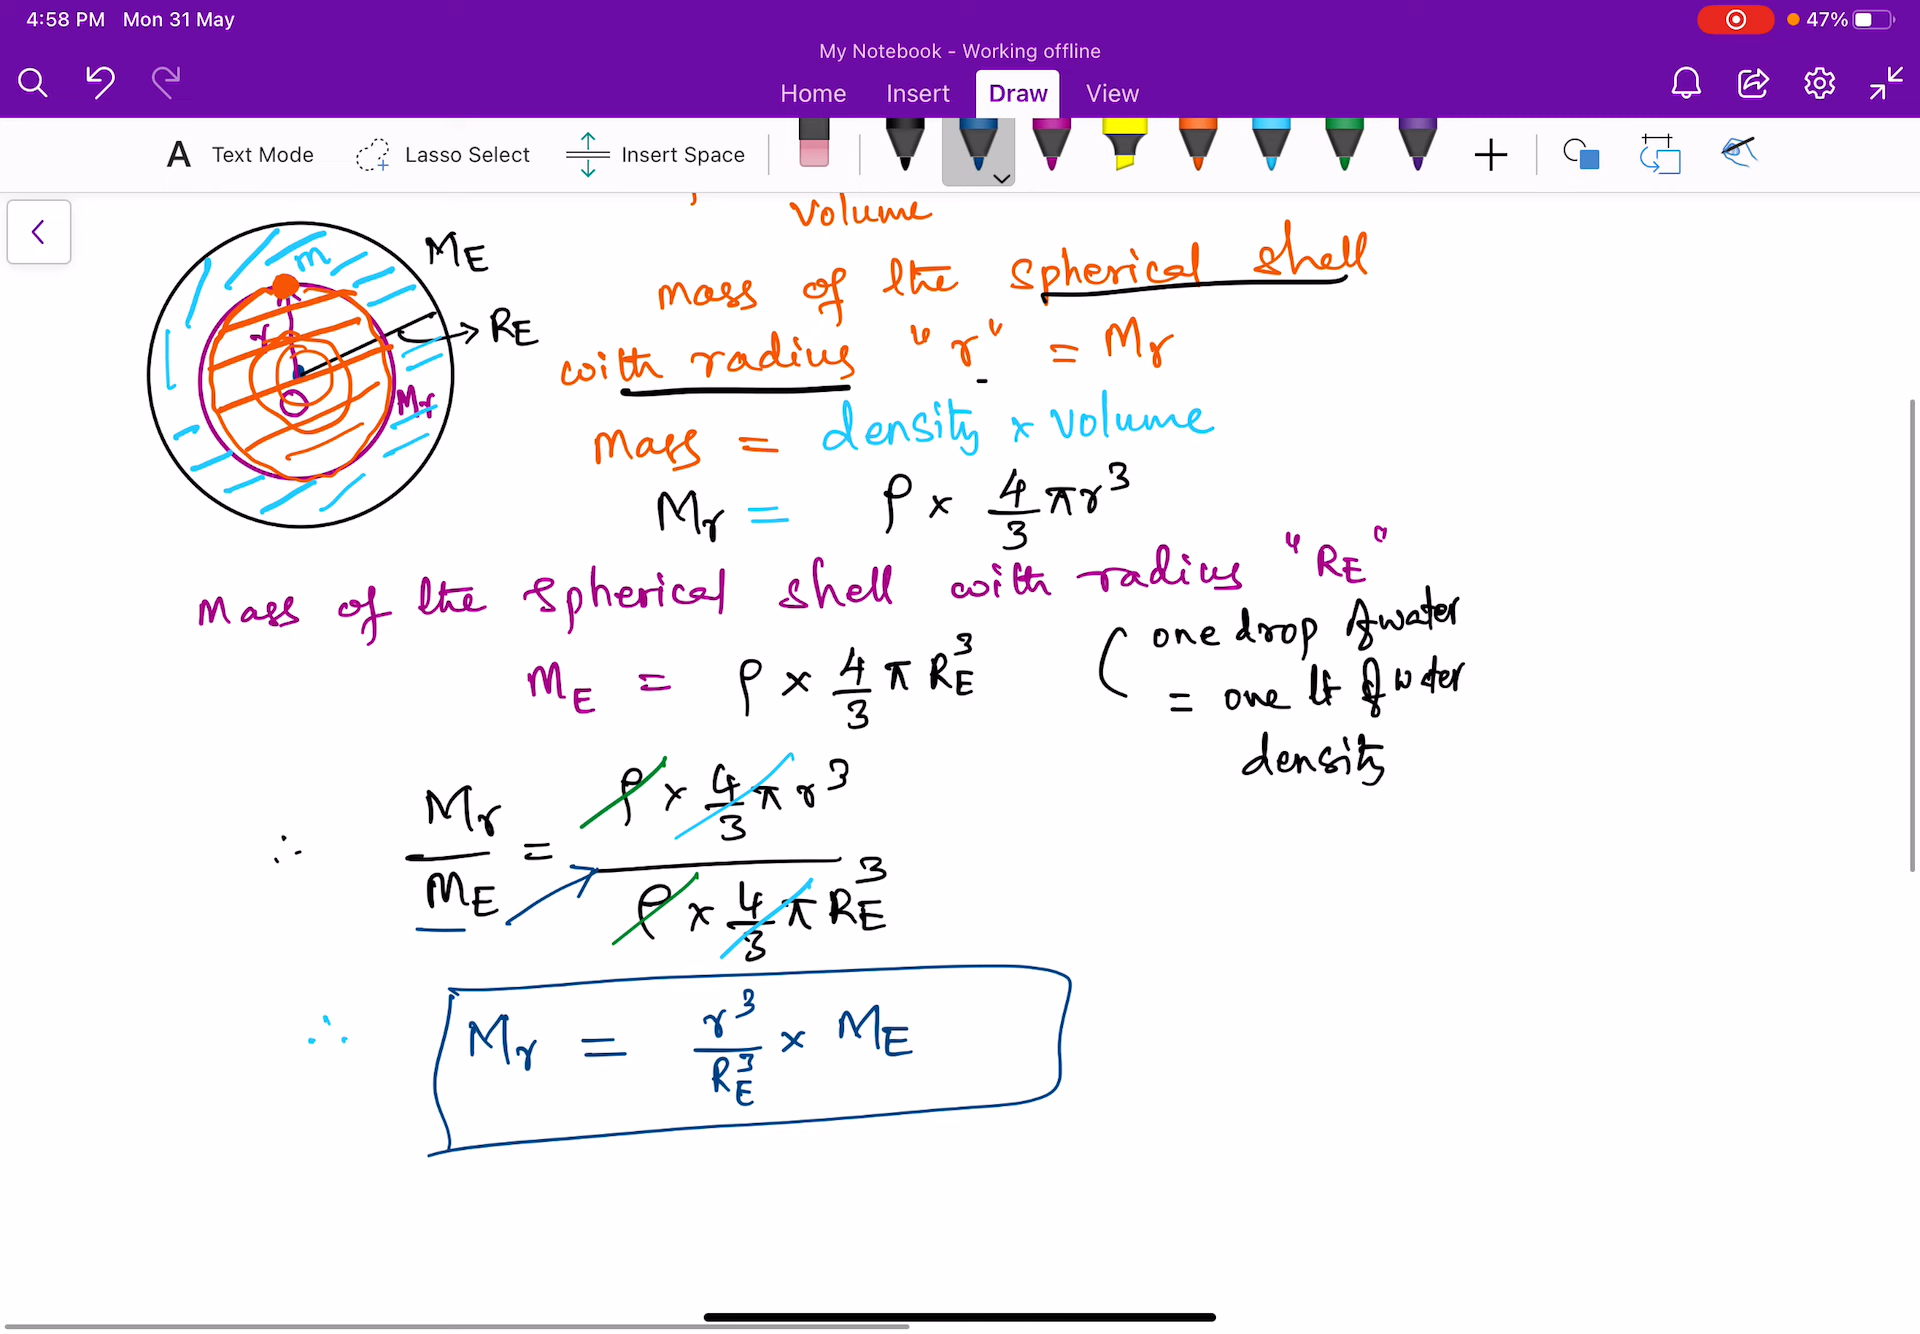 4:58 PM Mon 31 May
47%
My Notebook - Working offline
Home Insert Draw View
A Text Mode Lasso Select Insert Space
Volume
mass of the spherical shell
with radius "r" = Mr
mass = density × volume
Mr = ρ × 4/3 πr³
Mass of the spherical shell with radius "RE"
ME = ρ × 4/3 π RE³
(one drop of water
= one lt of water
density
∴ Mr/ME = ρ × 4/3 π r³ / ρ × 4/3 π RE³
∴ Mr = r³/RE³ × ME
ME
m
RE
r
Mr
O